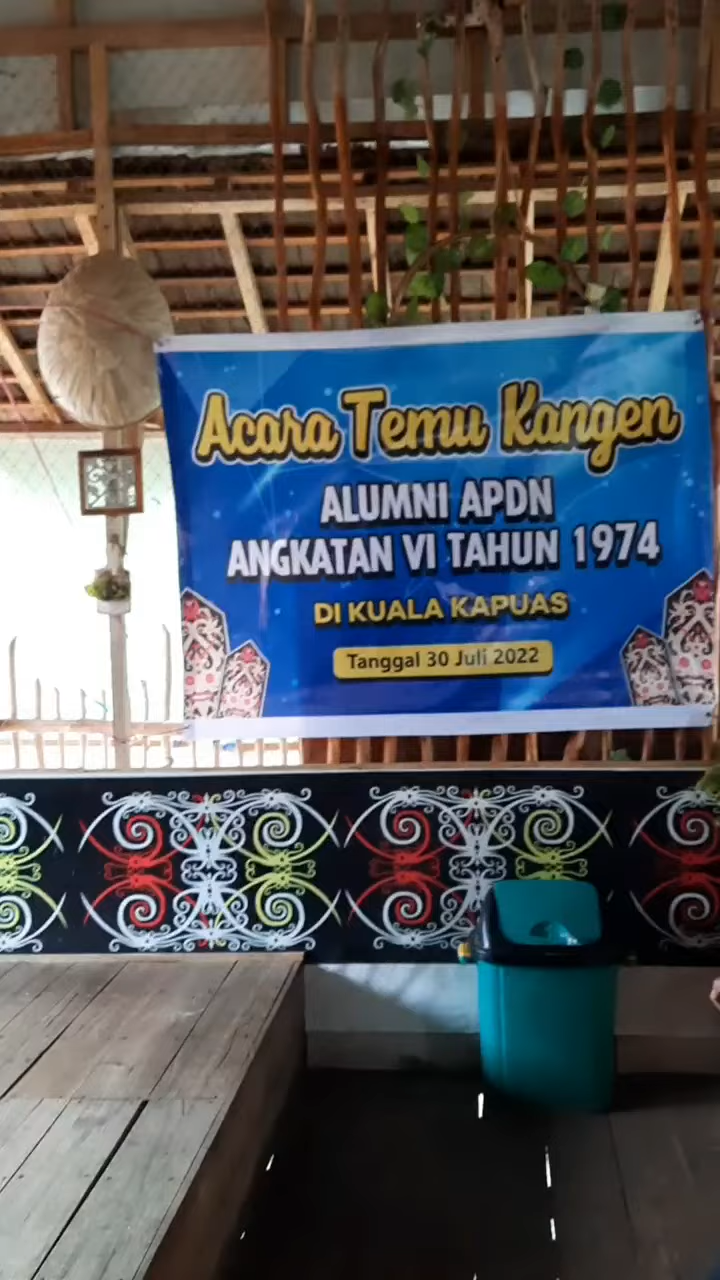 Acara Temu Kangen
ALUMNI APDN
ANGKATAN VI TAHUN 1974
DI KUALA KAPUAS
Tanggal 30 Juli 2022